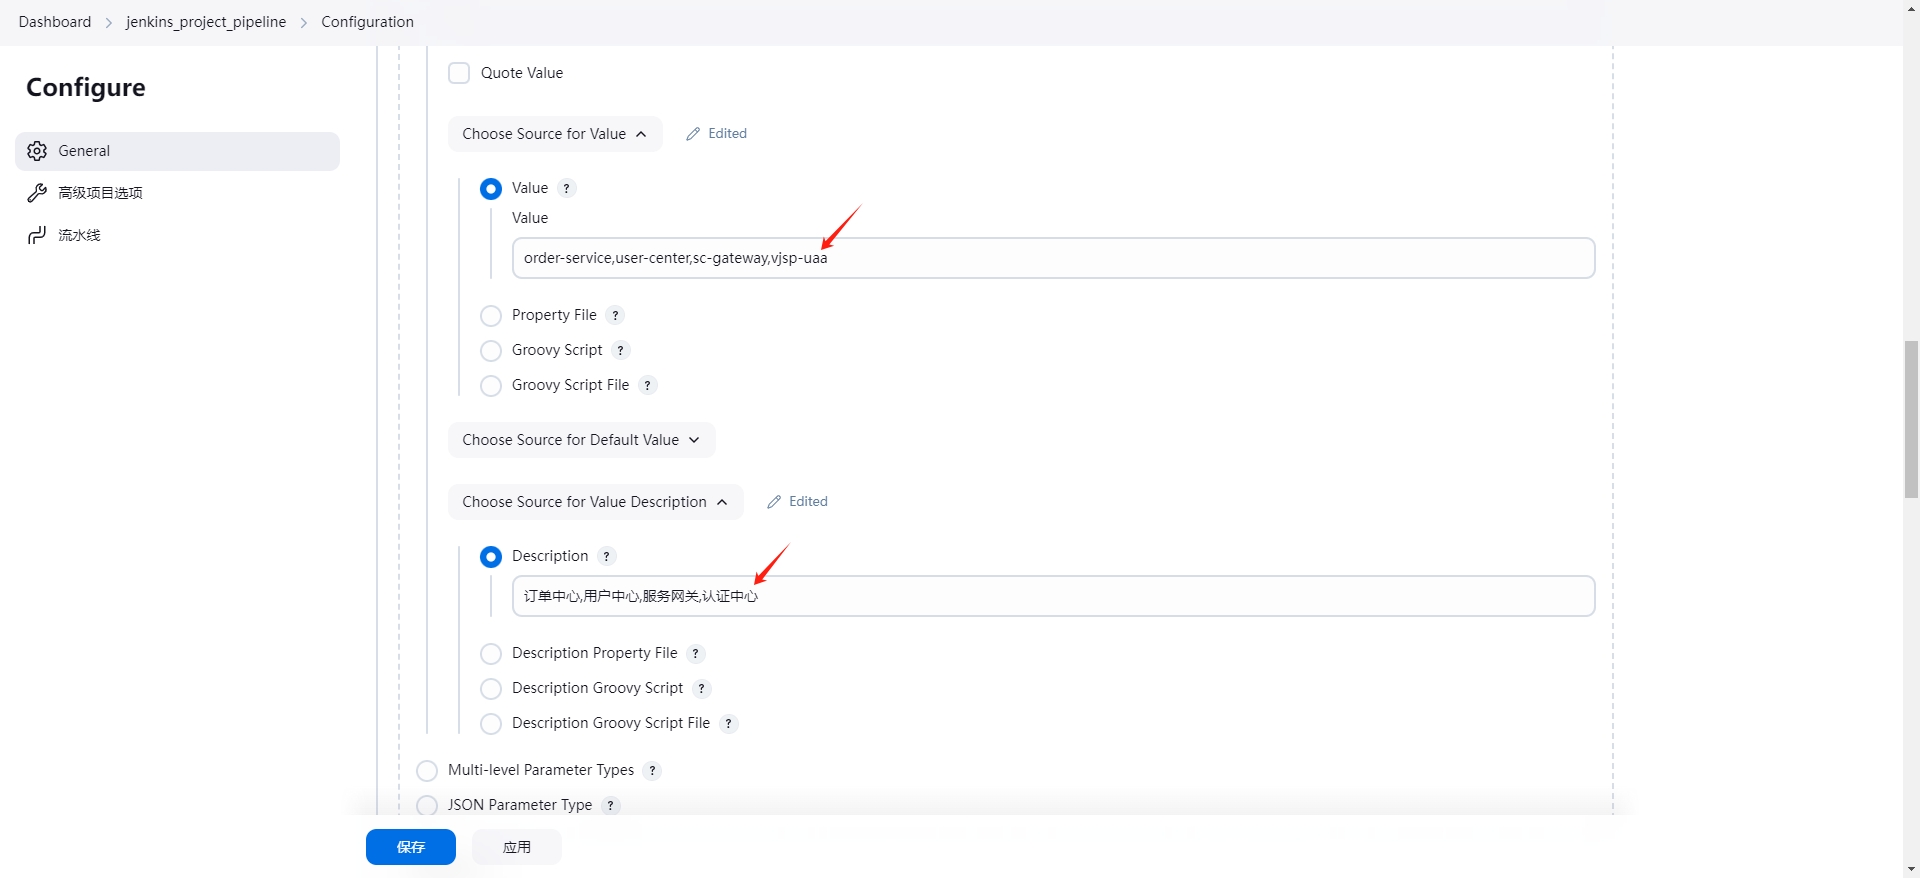 Dashboard > jenkins_project_pipeline > Configuration
Configure
General
高级项目选项
流水线
Quote Value
Choose Source for Value Edited
Value ?
Value
order-service,user-center,sc-gateway,vjsp-uaa
Property File ?
Groovy Script ?
Groovy Script File ?
Choose Source for Default Value
Choose Source for Value Description Edited
Description ?
订单中心,用户中心,服务网关,认证中心
Description Property File ?
Description Groovy Script ?
Description Groovy Script File ?
Multi-level Parameter Types ?
JSON Parameter Type ?
保存 应用